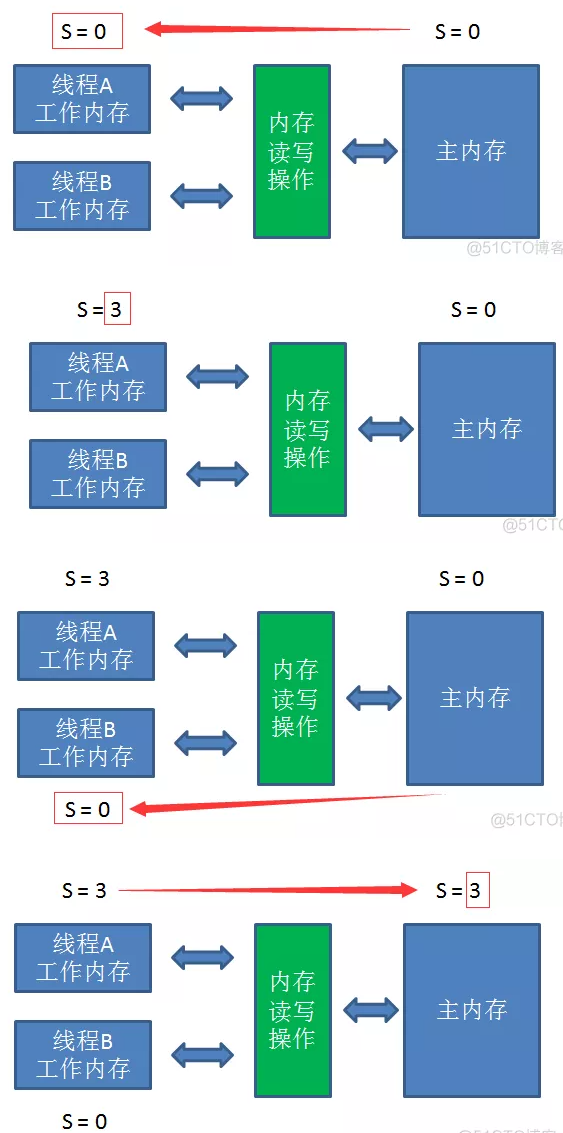 S = 0
S = 0
线程A
工作内存
内存
读写
操作
主内存
线程B
工作内存
@51CTO博客
S = 3
S = 0
线程A
工作内存
内存
读写
操作
主内存
线程B
工作内存
@51CTO
S = 3
S = 0
线程A
工作内存
内存
读写
操作
主内存
线程B
工作内存
S = 0
@51CTO博
S = 3
S = 3
线程A
工作内存
内存
读写
操作
主内存
线程B
工作内存
S = 0
@51CTO博客